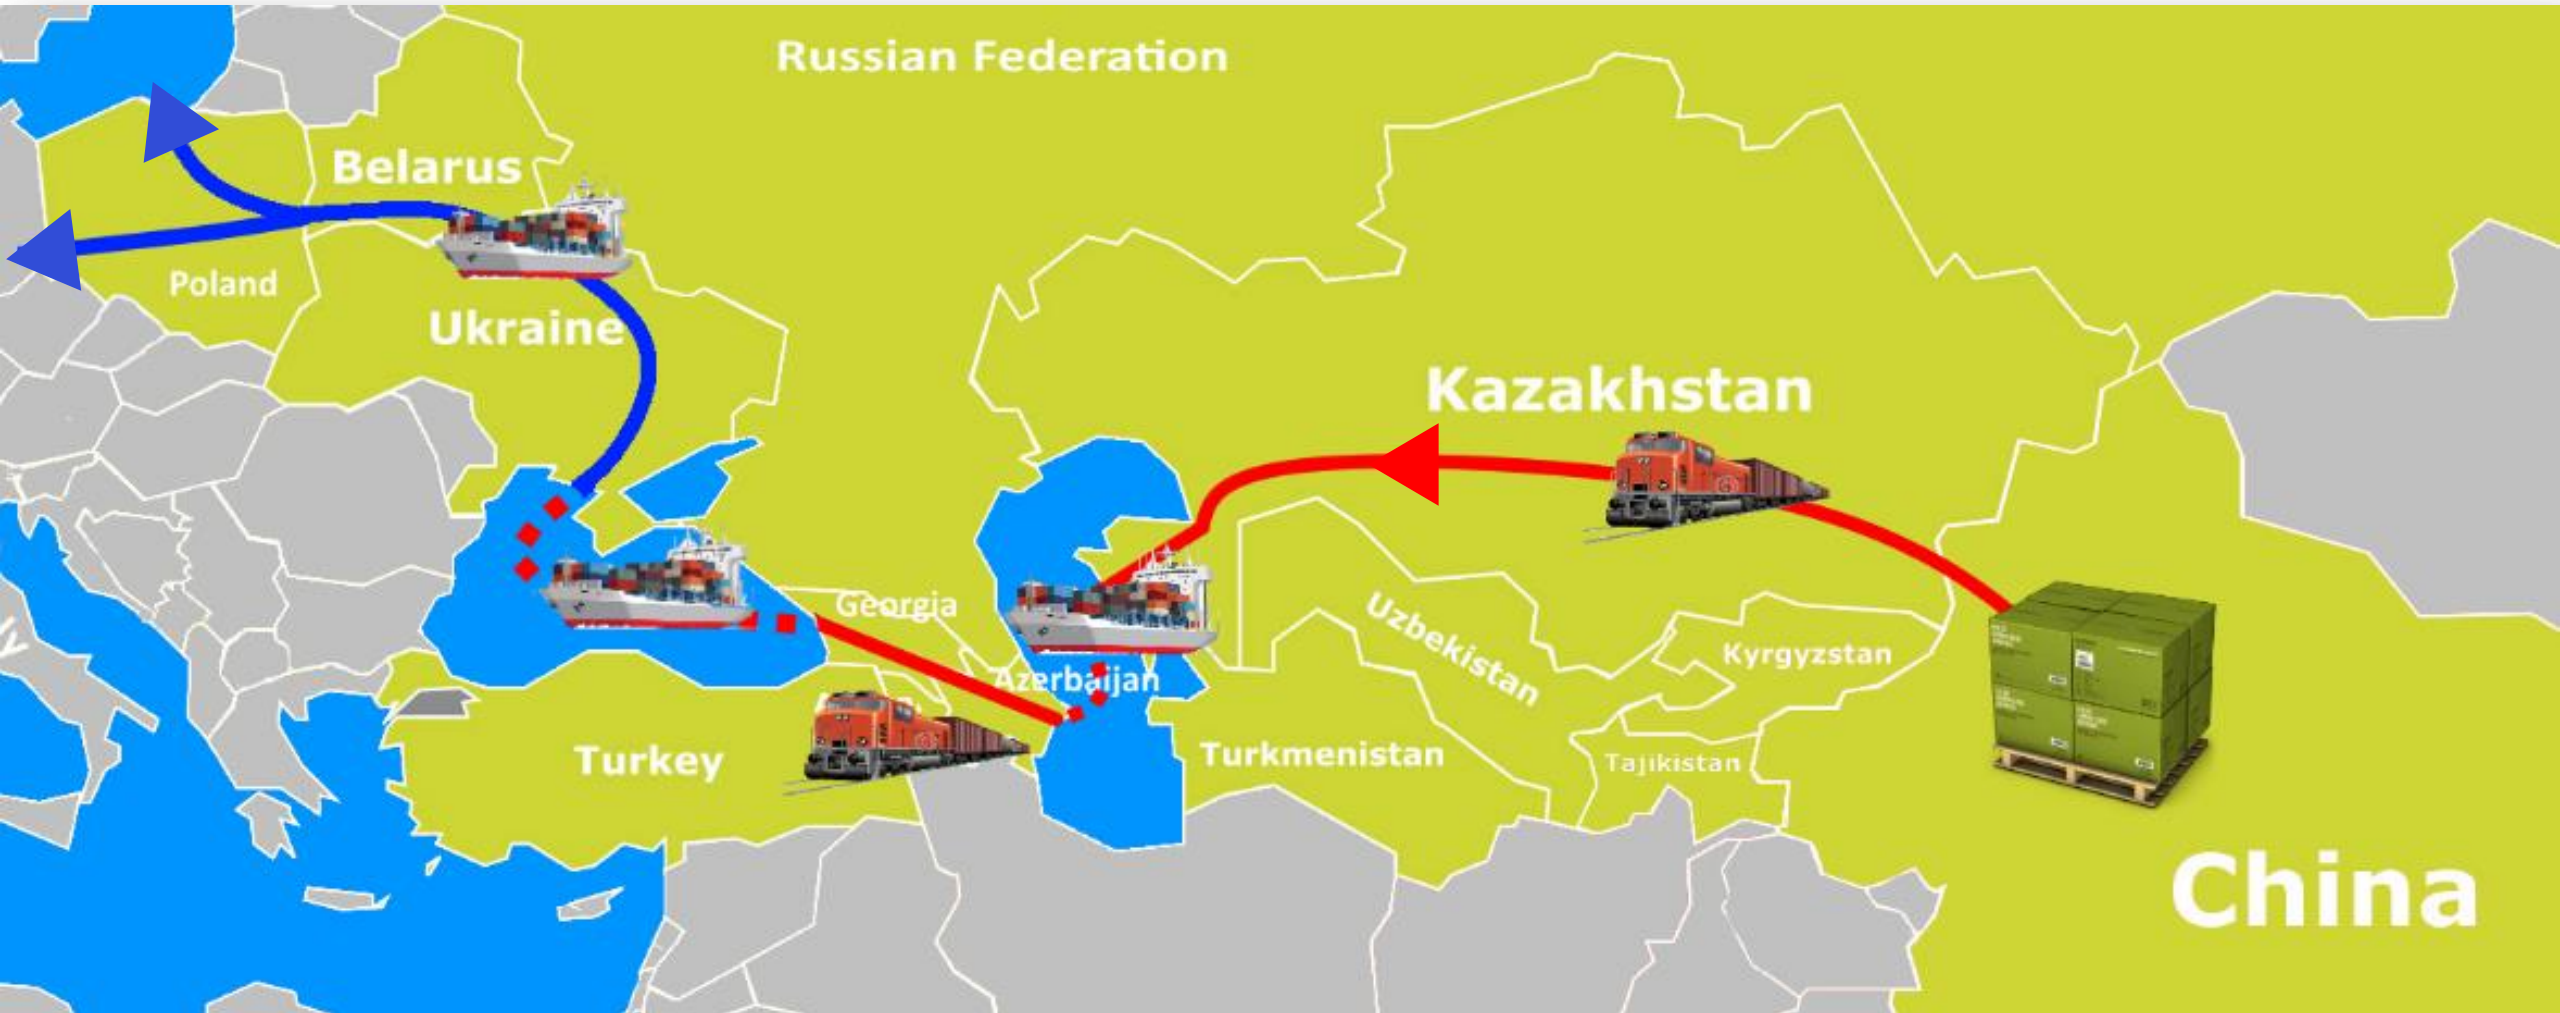 Russian Federation
Belarus
Poland
Ukraine
Kazakhstan
Georgia
Uzbekistan
Kyrgyzstan
Azerbaijan
Turkey
Turkmenistan
Tajikistan
China